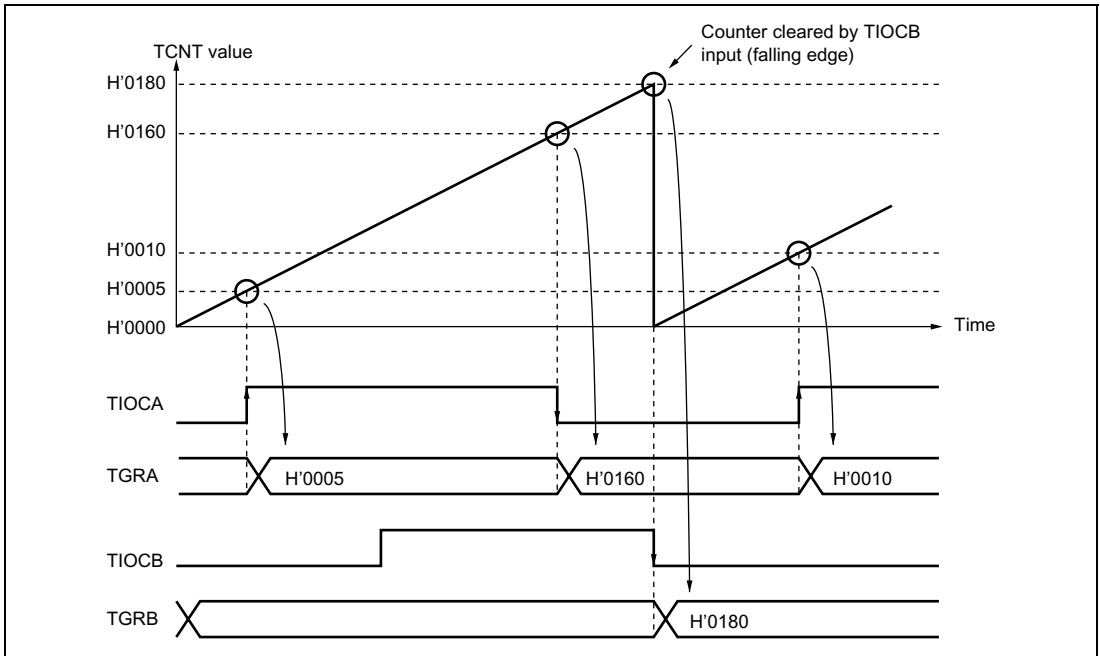 Counter cleared by TIOCB
input (falling edge)
TCNT value
H'0180
H'0160
H'0010
H'0005
H'0000
Time
TIOCA
TGRA
H'0005
H'0160
H'0010
TIOCB
TGRB
H'0180